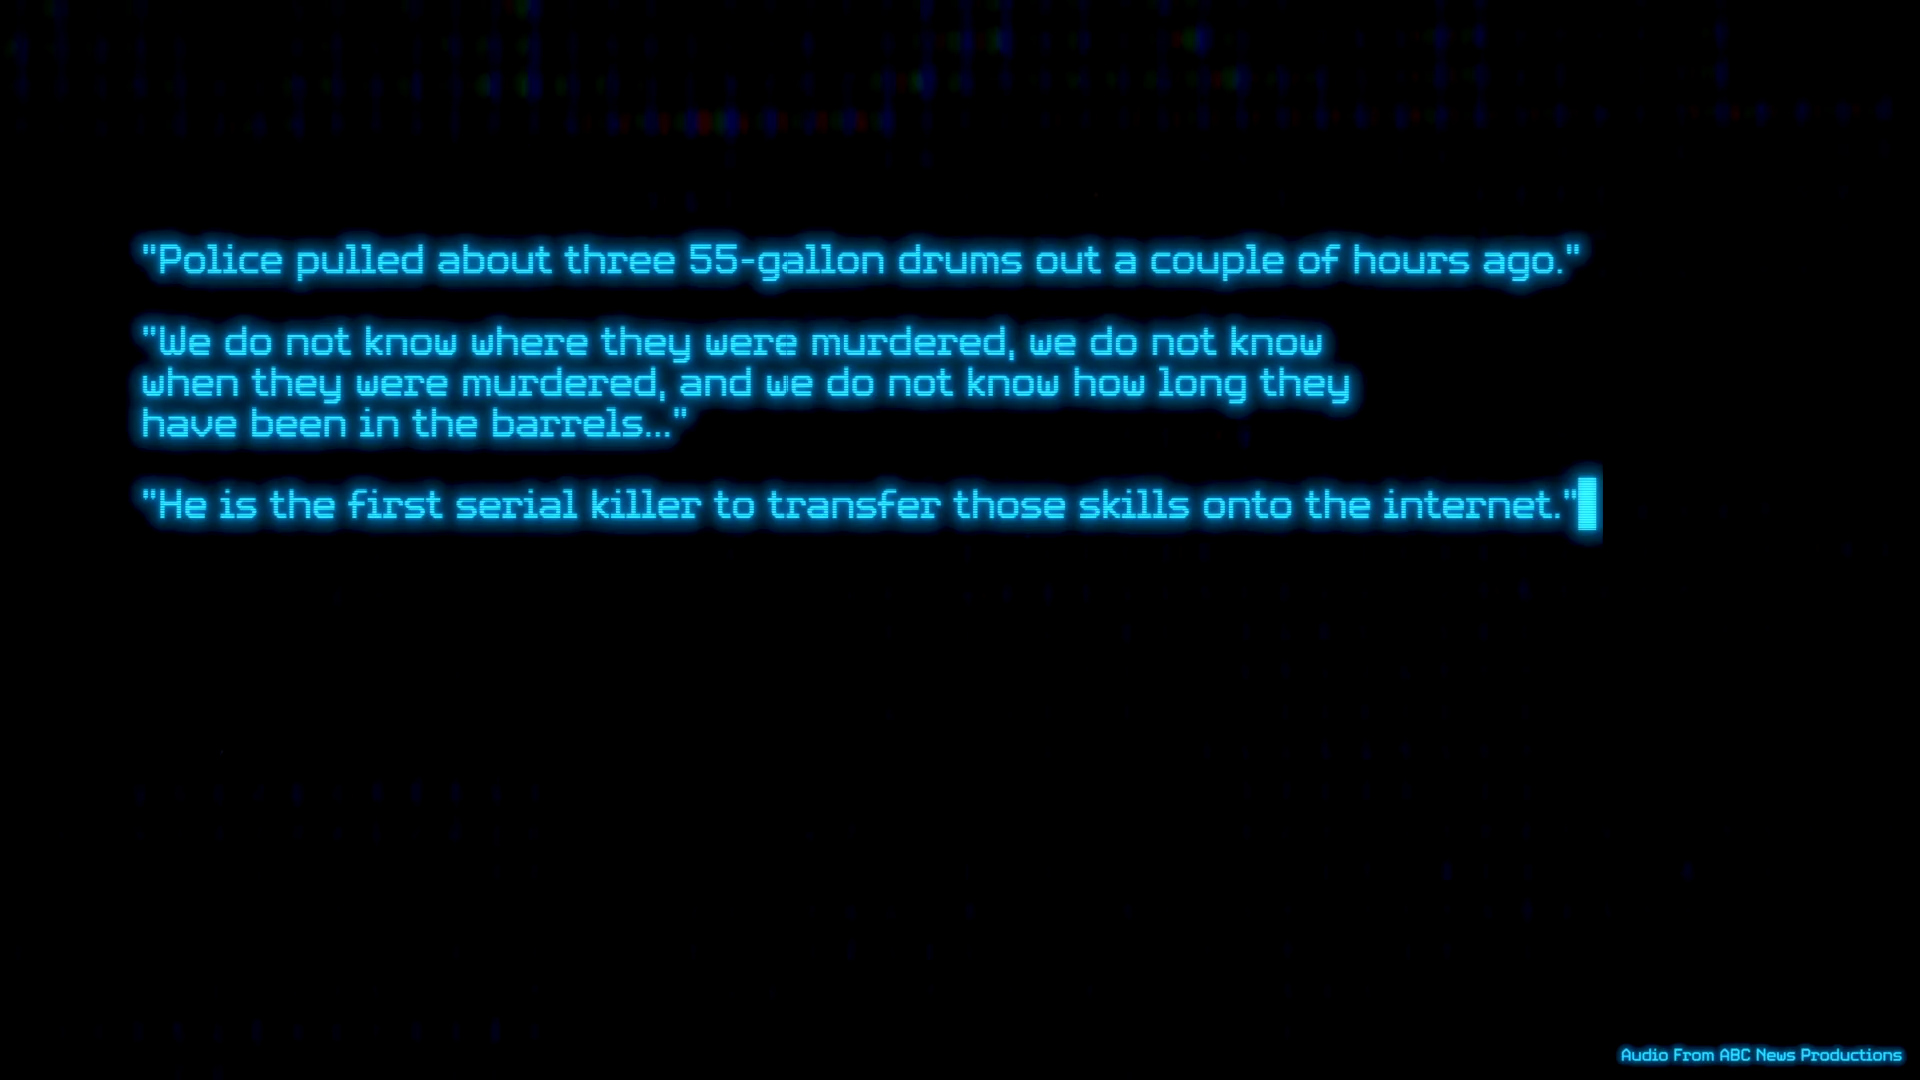 "Police pulled about three 55-gallon drums out a couple of hours ago."
"We do not know where they were murdered, we do not know
when they were murdered, and we do not know how long they
have been in the barrels..."
"He is the first serial killer to transfer those skills onto the internet."
Audio From ABC News Productions